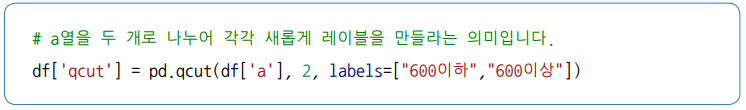 # a열을 두 개로 나누어 각각 새롭게 레이블을 만들라는 의미입니다.
df['qcut'] = pd.qcut(df['a'], 2, labels=["600이하","600이상"])